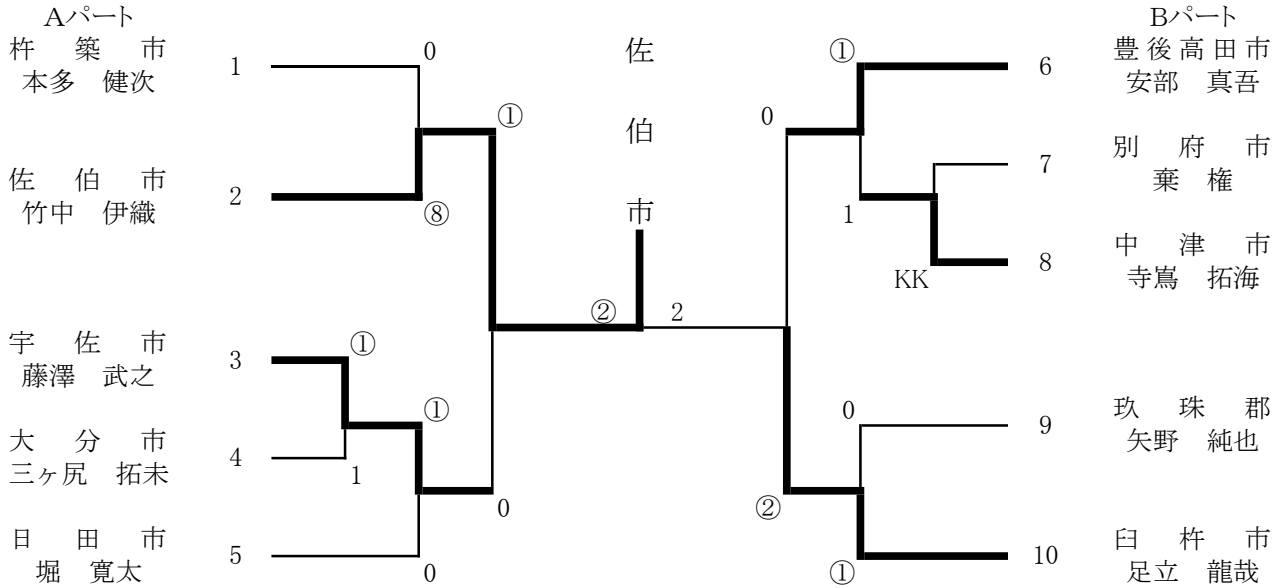 Aパート
杵築市
本多 健次
1
0
佐伯市
竹中 伊織
2
⑧
①
宇佐市
藤澤 武之
3
①
大分市
三ヶ尻 拓未
4
1
①
日田市
堀 寛太
5
0
0
佐伯市
②
2
Bパート
①
6
豊後高田市
安部 真吾
0
7
別府市
棄権
1
KK
8
中津市
寺嶌 拓海
0
9
玖珠郡
矢野 純也
②
①
10
臼杵市
足立 龍哉